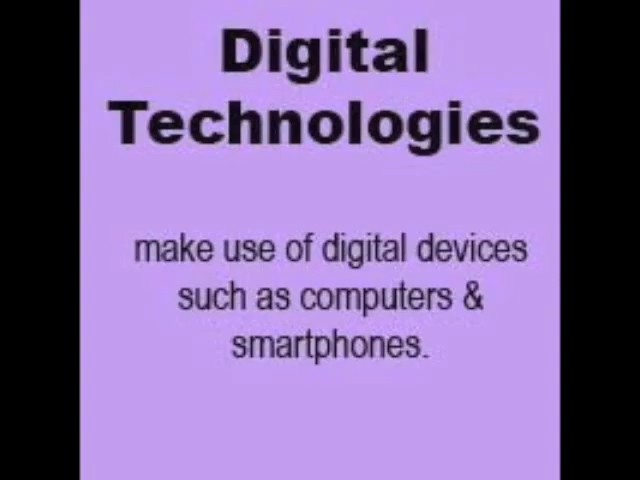 Digital
Technologies
make use of digital devices
such as computers &
smartphones.